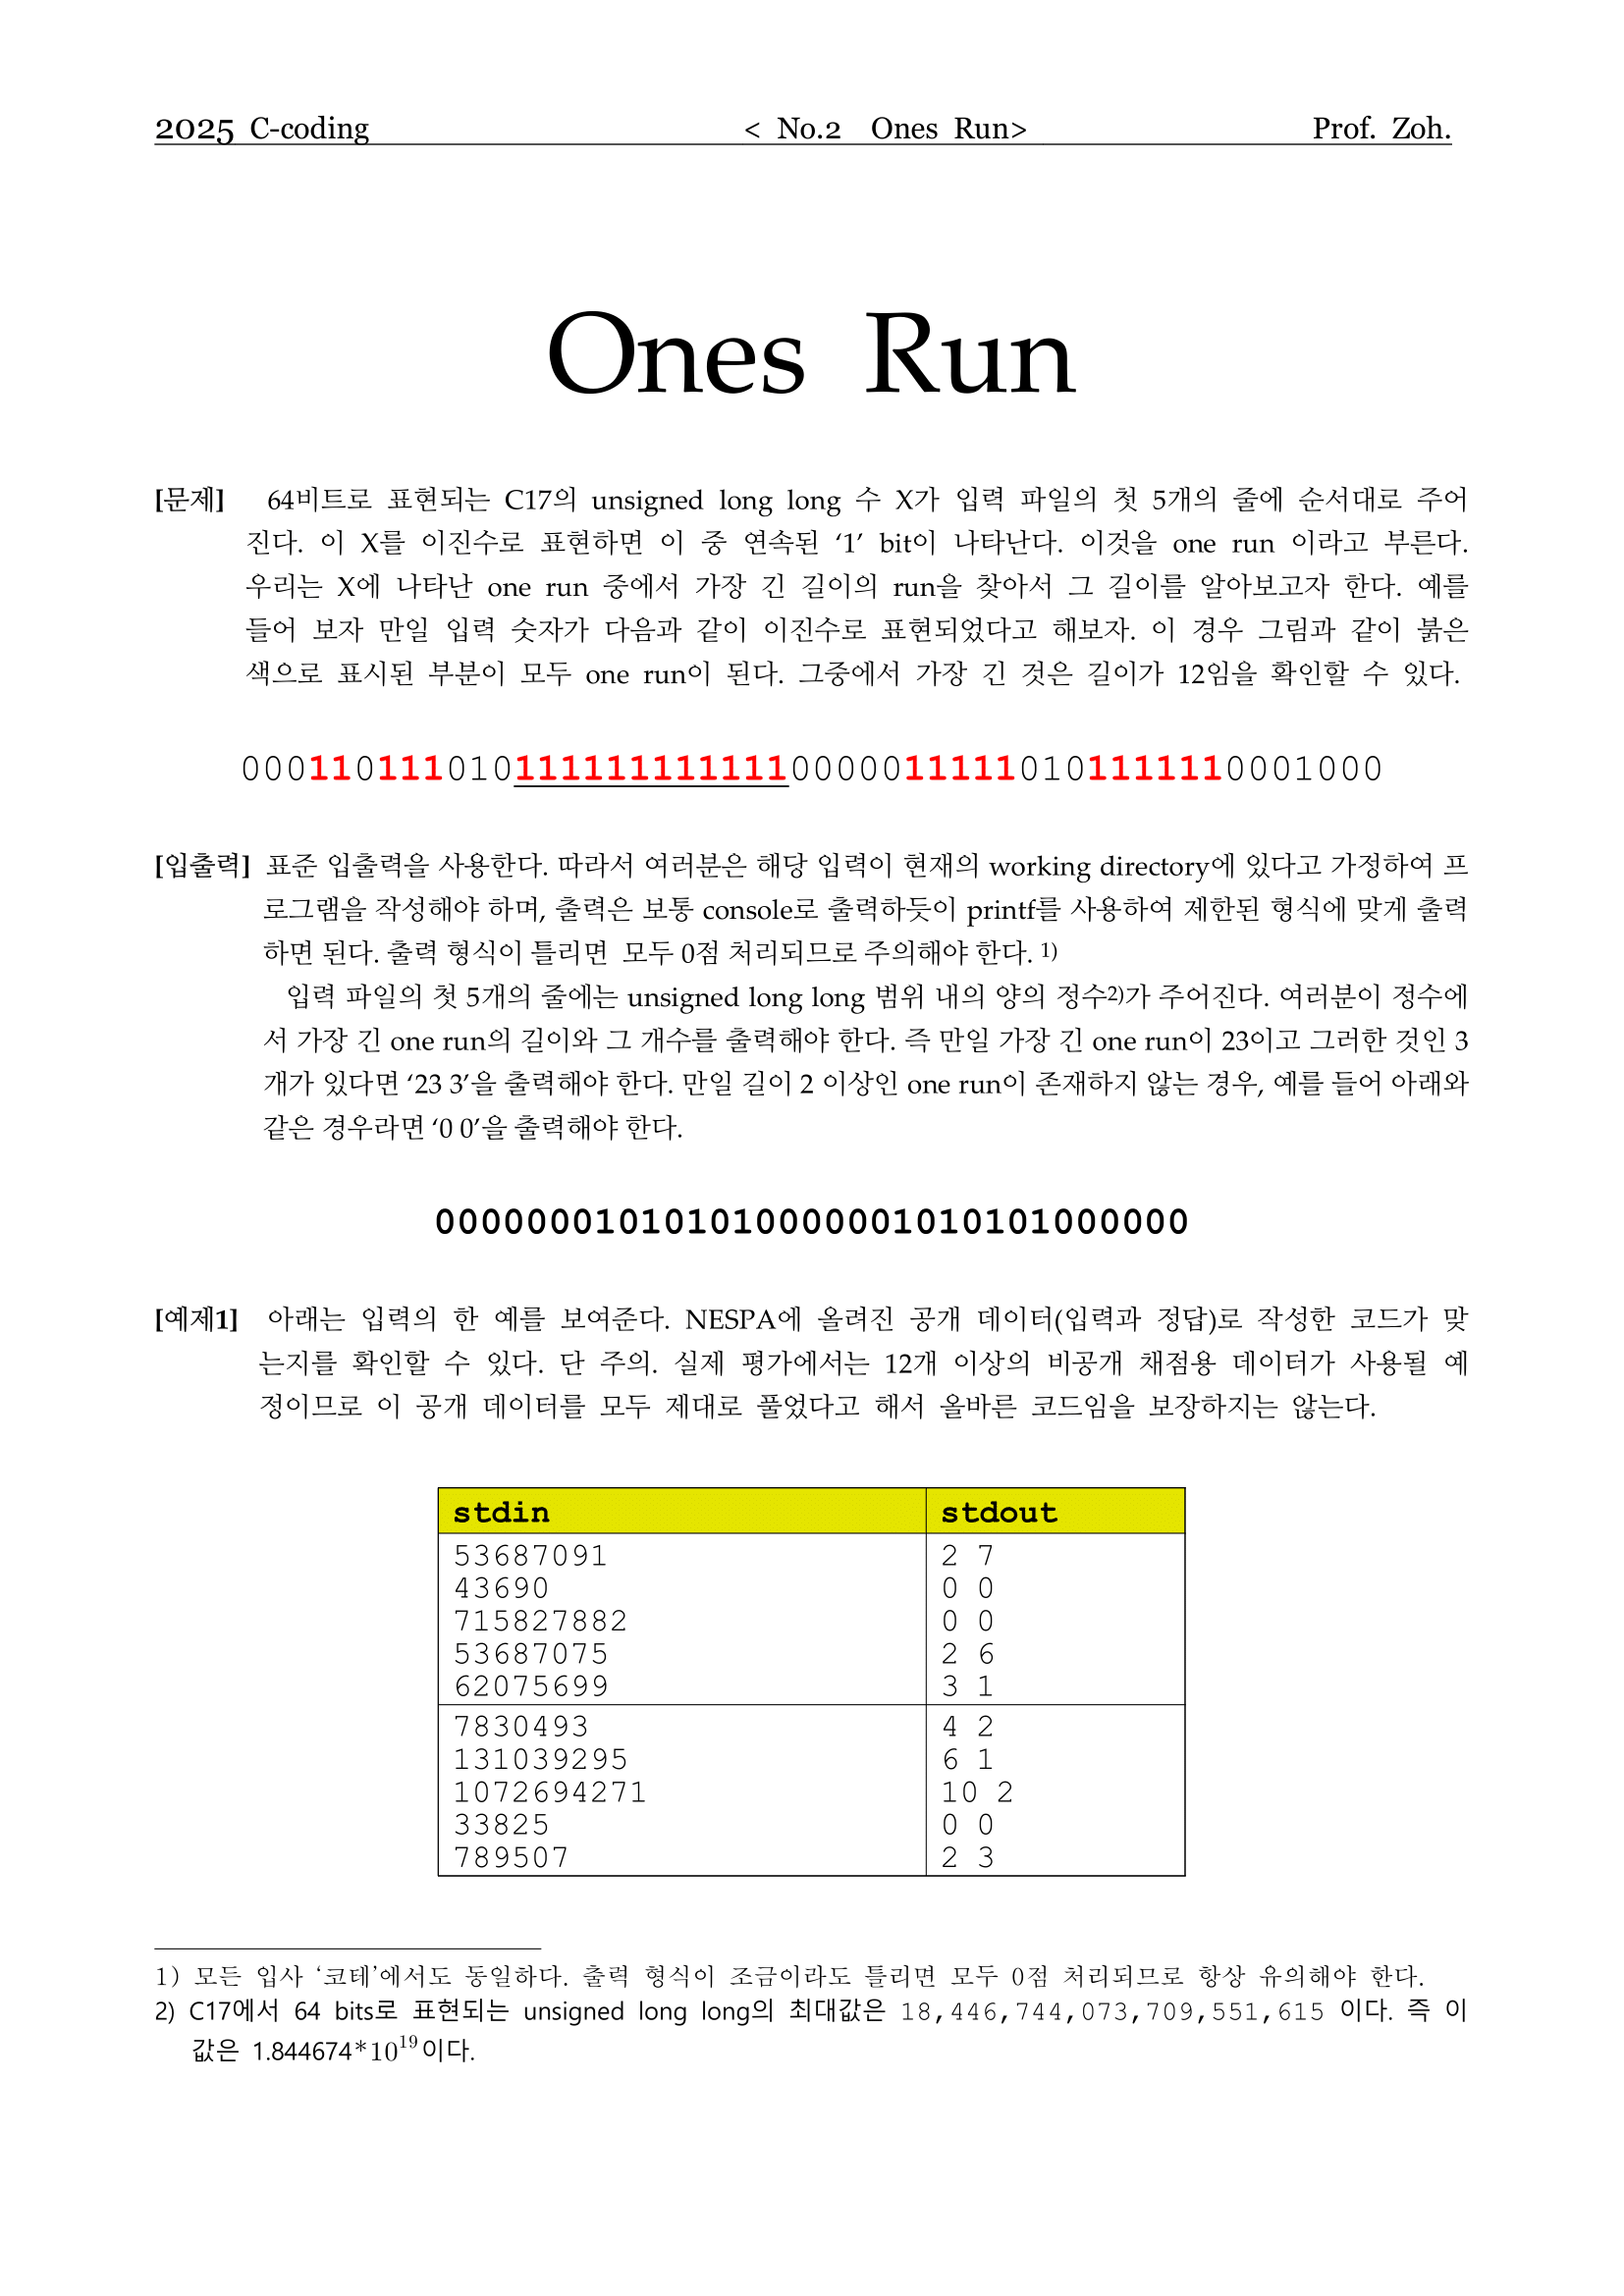 2025 C-coding < No.2 Ones Run> Prof. Zoh.
Ones Run
[문제] 64비트로 표현되는 C17의 unsigned long long 수 X가 입력 파일의 첫 5개의 줄에 순서대로 주어
진다. 이 X를 이진수로 표현하면 이 중 연속된 ‘1’ bit이 나타난다. 이것을 one run 이라고 부른다.
우리는 X에 나타난 one run 중에서 가장 긴 길이의 run을 찾아서 그 길이를 알아보고자 한다. 예를
들어 보자 만일 입력 숫자가 다음과 같이 이진수로 표현되었다고 해보자. 이 경우 그림과 같이 붉은
색으로 표시된 부분이 모두 one run이 된다. 그중에서 가장 긴 것은 길이가 12임을 확인할 수 있다.
00011011101011111111111100000111110101111110001000
[입출력] 표준 입출력을 사용한다. 따라서 여러분은 해당 입력이 현재의 working directory에 있다고 가정하여 프
로그램을 작성해야 하며, 출력은 보통 console로 출력하듯이 printf를 사용하여 제한된 형식에 맞게 출력
하면 된다. 출력 형식이 틀리면 모두 0점 처리되므로 주의해야 한다. 1)
입력 파일의 첫 5개의 줄에는 unsigned long long 범위 내의 양의 정수2)가 주어진다. 여러분이 정수에
서 가장 긴 one run의 길이와 그 개수를 출력해야 한다. 즉 만일 가장 긴 one run이 23이고 그러한 것인 3
개가 있다면 ‘23 3’을 출력해야 한다. 만일 길이 2 이상인 one run이 존재하지 않는 경우, 예를 들어 아래와
같은 경우라면 ‘0 0’을 출력해야 한다.
000000010101010000001010101000000
[예제1] 아래는 입력의 한 예를 보여준다. NESPA에 올려진 공개 데이터(입력과 정답)로 작성한 코드가 맞
는지를 확인할 수 있다. 단 주의. 실제 평가에서는 12개 이상의 비공개 채점용 데이터가 사용될 예
정이므로 이 공개 데이터를 모두 제대로 풀었다고 해서 올바른 코드임을 보장하지는 않는다.
stdin stdout
53687091 2 7
43690 0 0
715827882 0 0
53687075 2 6
62075699 3 1
7830493 4 2
131039295 6 1
1072694271 10 2
33825 0 0
789507 2 3
1) 모든 입사 ‘코테’에서도 동일하다. 출력 형식이 조금이라도 틀리면 모두 0점 처리되므로 항상 유의해야 한다.
2) C17에서 64 bits로 표현되는 unsigned long long의 최대값은 18,446,744,073,709,551,615 이다. 즉 이
값은 1.844674*10^19이다.